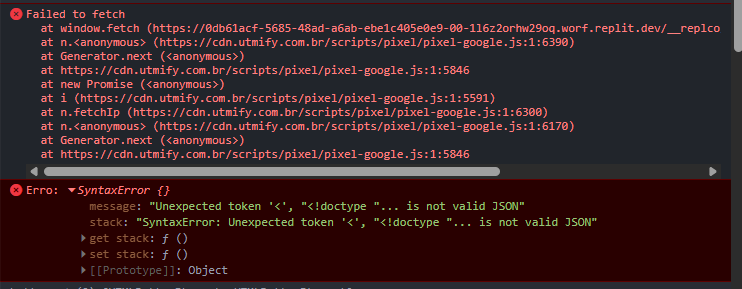 Failed to fetch
at window.fetch (https://0db61acf-5685-48ad-a6ab-ebe1c405e0e9-00-1l6z2orhw29oq.worf.replit.dev/__replco
at n.<anonymous> (https://cdn.utmify.com.br/scripts/pixel/pixel-google.js:1:6390)
at Generator.next (<anonymous>)
at https://cdn.utmify.com.br/scripts/pixel/pixel-google.js:1:5846
at new Promise (<anonymous>)
at i (https://cdn.utmify.com.br/scripts/pixel/pixel-google.js:1:5591)
at n.fetchIp (https://cdn.utmify.com.br/scripts/pixel/pixel-google.js:1:6300)
at n.<anonymous> (https://cdn.utmify.com.br/scripts/pixel/pixel-google.js:1:6170)
at Generator.next (<anonymous>)
at https://cdn.utmify.com.br/scripts/pixel/pixel-google.js:1:5846
Erro: ▼SyntaxError {}
message: "Unexpected token '<', "<!doctype "... is not valid JSON"
stack: "SyntaxError: Unexpected token '<', "<!doctype "... is not valid JSON"
▶ get stack: ƒ ()
▶ set stack: ƒ ()
▶ [[Prototype]]: Object